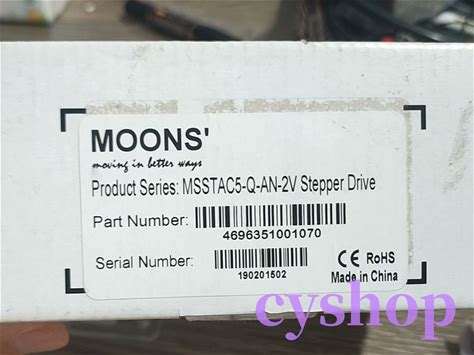 MOONS'
moving in better ways
Product Series: MSSTAC5-Q-AN-2V Stepper Drive
Part Number:
4696351001070
Serial Number:
190201502
CE RoHS
Made in China
cyshop